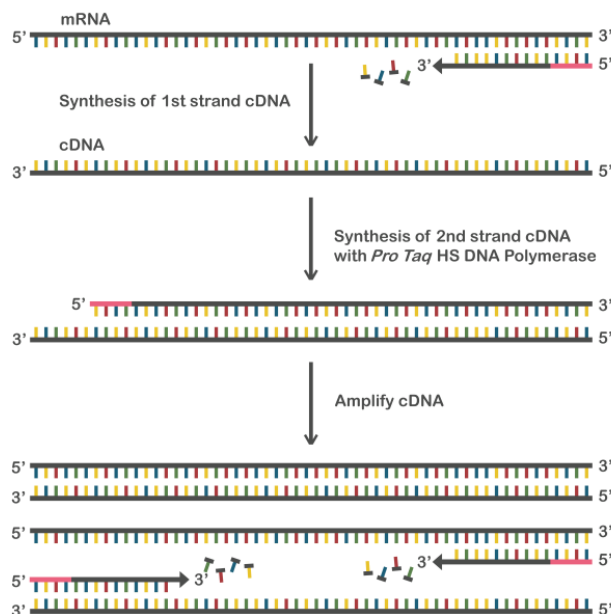 mRNA
5’ 3’
3’ 5’
Synthesis of 1st strand cDNA
cDNA
3’ 5’
Synthesis of 2nd strand cDNA
with Pro Taq HS DNA Polymerase
5’ 3’
3’ 5’
Amplify cDNA
5’ 3’
3’ 5’
5’ 3’
3’ 5’
5’ 3’
3’ 5’